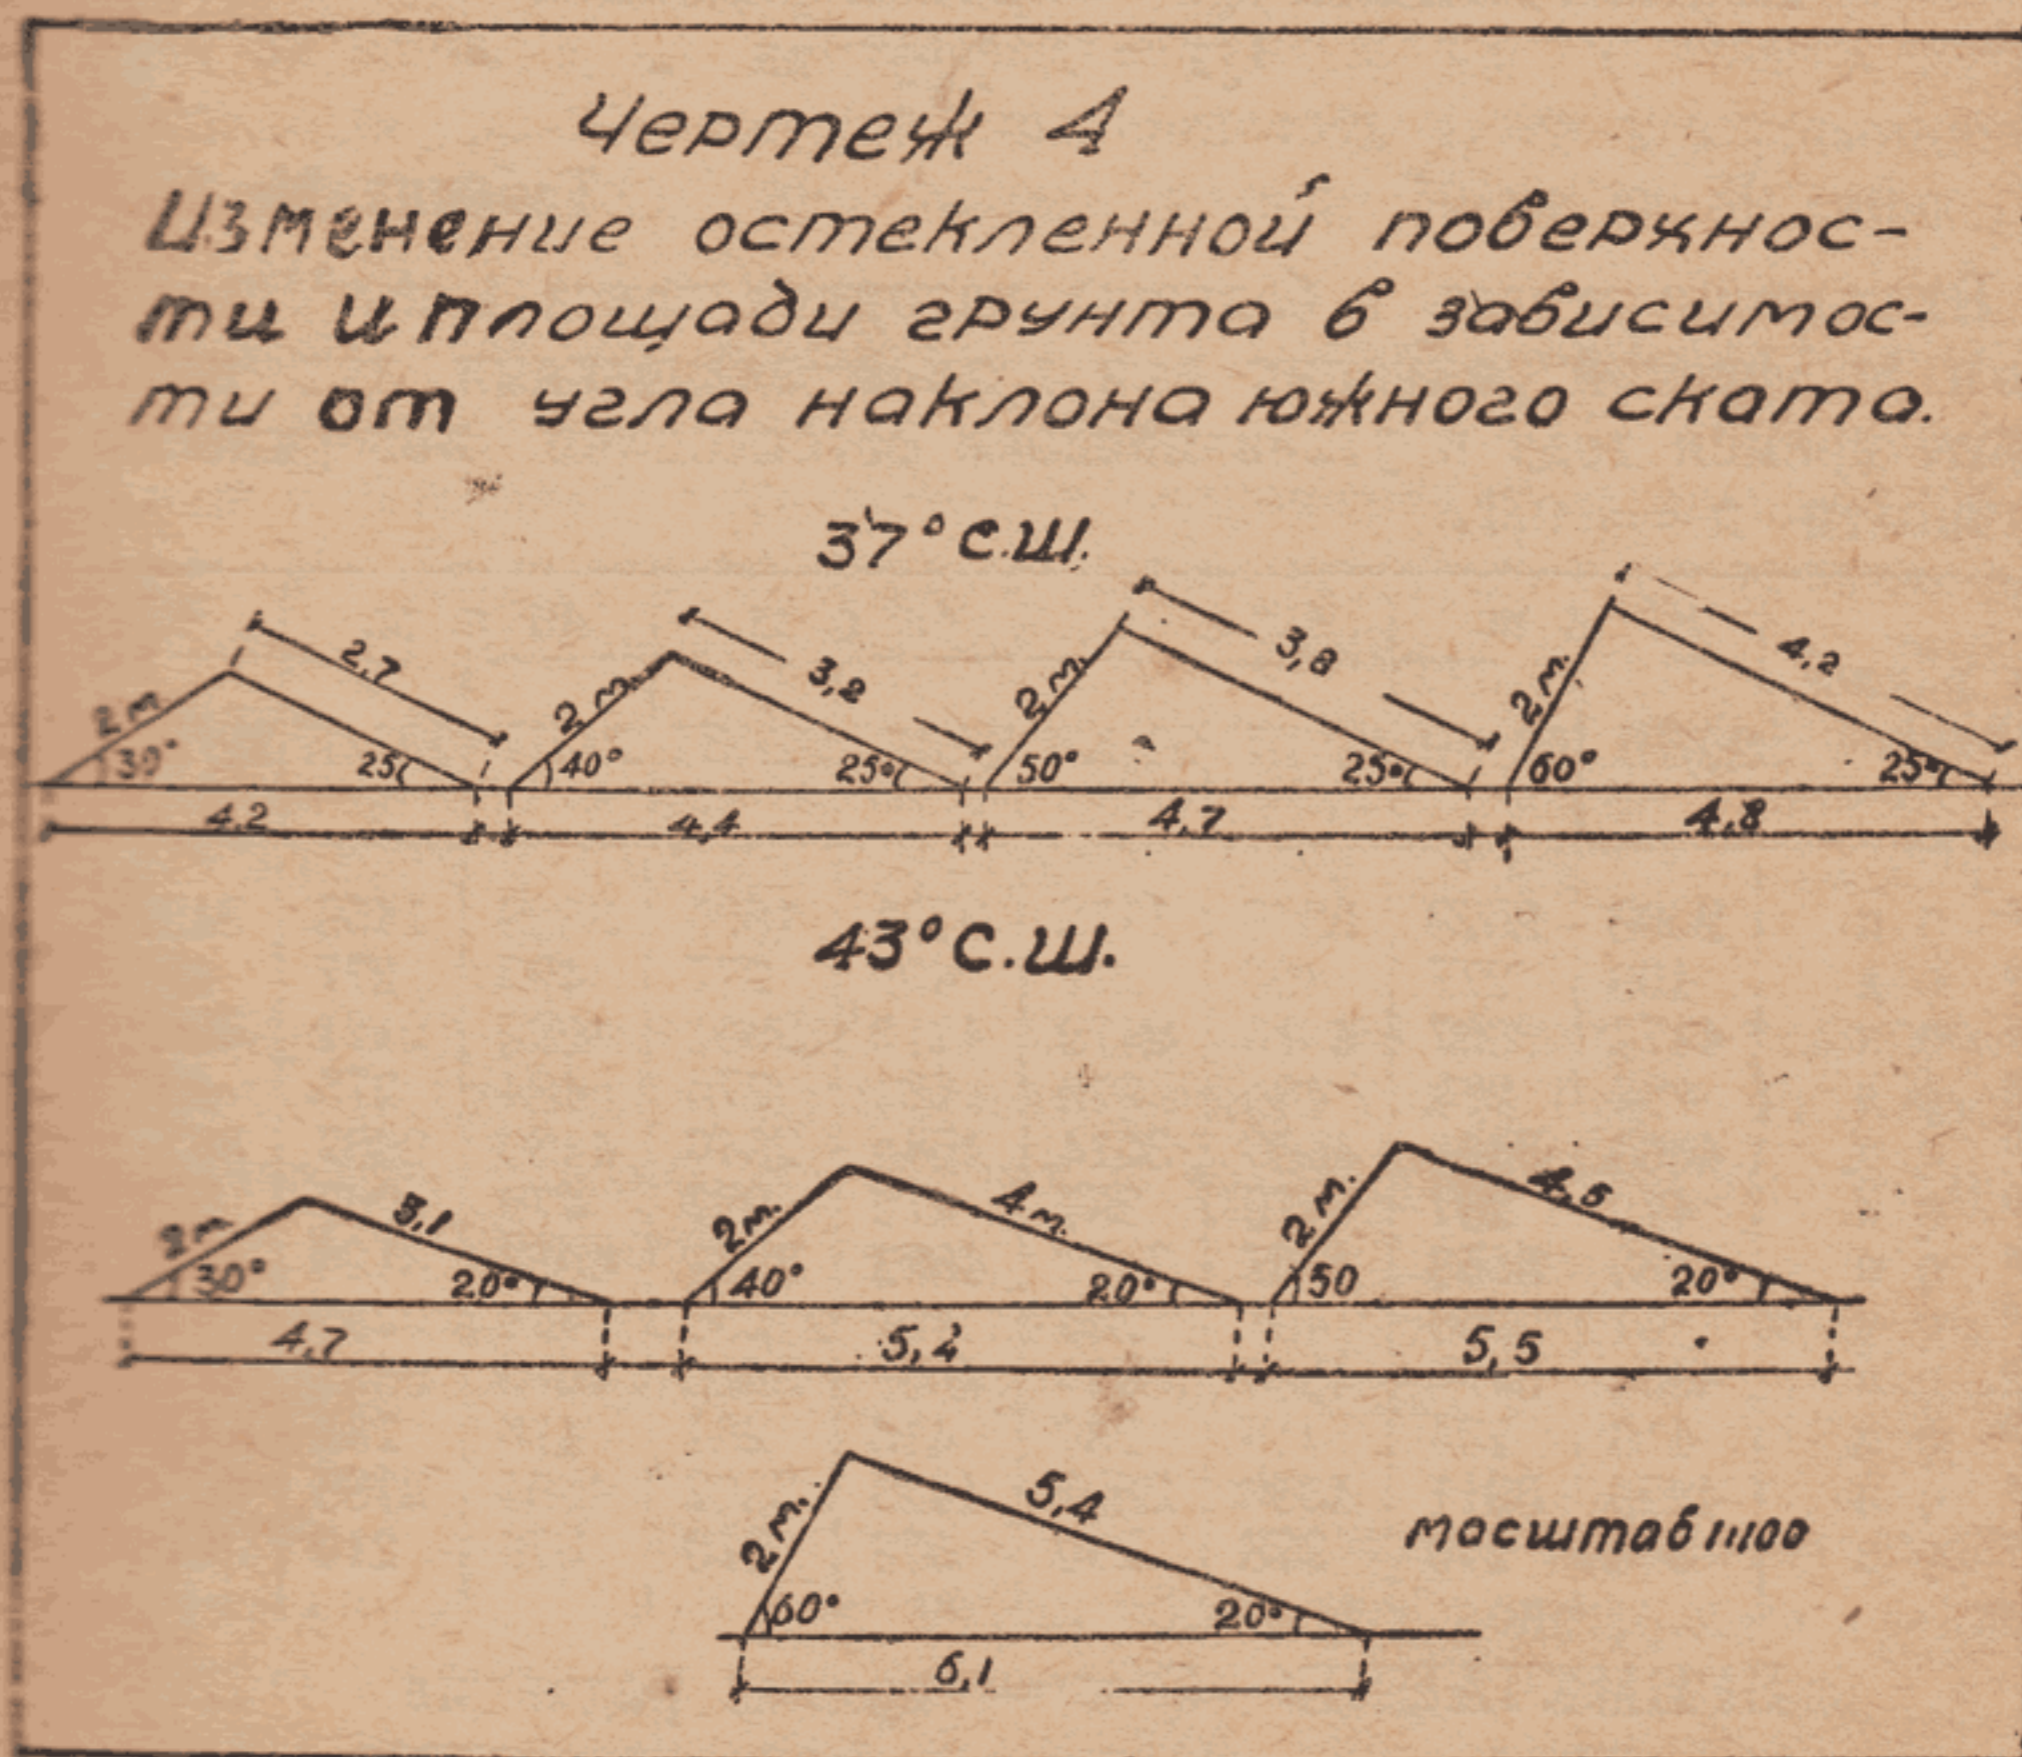 Чертеж 4
Изменение остекленной поверхнос-
ти и площади грунта в зависимос-
ти от угла наклона южного ската.
37° С.Ш.
2,7
3,2
3,8
4,2
2 м
2 м.
2 м.
2 м.
30°
25
40°
25°
50°
25°
60°
25°
4.2
4,4
4,7
4,8
43° С.Ш.
2 м
3,1
2 м.
4 м.
2 м.
4,5
30°
20°
40°
20°
50
20°
4,7
5,2
5,5
2 м.
5,4
60°
20°
6,1
масштаб 1:100